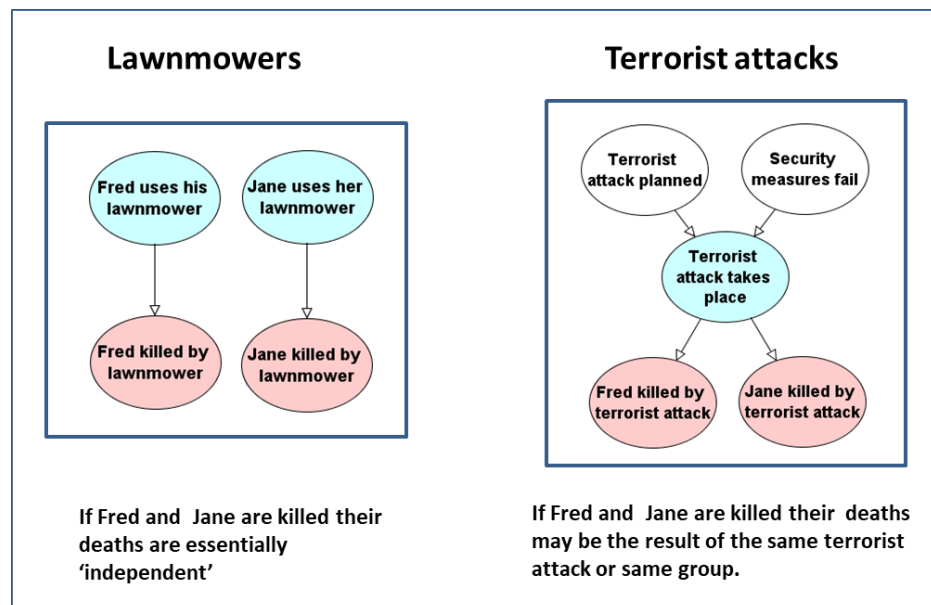 Lawnmowers
Fred uses his
lawnmower
Jane uses her
lawnmower
Fred killed by
lawnmower
Jane killed by
lawnmower
If Fred and Jane are killed their
deaths are essentially
‘independent’
Terrorist attacks
Terrorist
attack planned
Security
measures fail
Terrorist
attack takes
place
Fred killed by
terrorist attack
Jane killed by
terrorist attack
If Fred and Jane are killed their deaths
may be the result of the same terrorist
attack or same group.